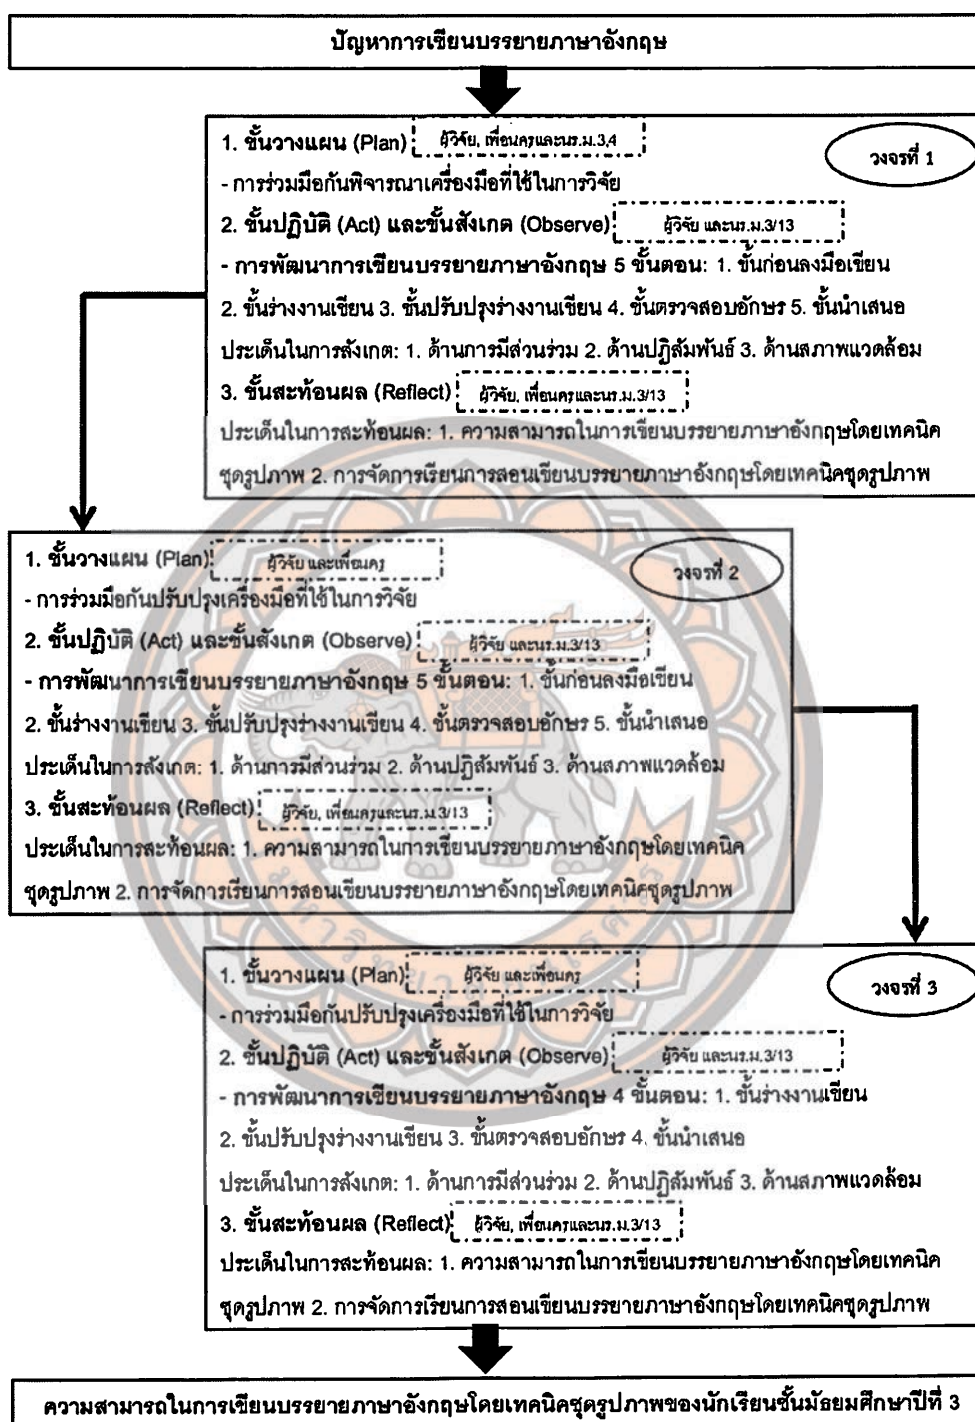 ปัญหาการเขียนบรรยายภาษาอังกฤษ
1. ขั้นวางแผน (Plan) ผู้วิจัย, เพื่อนครูและนร.ม.3,4
วงจรที่ 1
- การร่วมมือกันพิจารณาเครื่องมือที่ใช้ในการวิจัย
2. ขั้นปฏิบัติ (Act) และขั้นสังเกต (Observe) ผู้วิจัย และนร.ม.3/13
- การพัฒนาการเขียนบรรยายภาษาอังกฤษ 5 ขั้นตอน: 1. ขั้นก่อนลงมือเขียน
2. ขั้นร่างงานเขียน 3. ขั้นปรับปรุงร่างงานเขียน 4. ขั้นตรวจสอบอักษร 5. ขั้นนำเสนอ
ประเด็นในการสังเกต: 1. ด้านการมีส่วนร่วม 2. ด้านปฏิสัมพันธ์ 3. ด้านสภาพแวดล้อม
3. ขั้นสะท้อนผล (Reflect) ผู้วิจัย, เพื่อนครูและนร.ม.3/13
ประเด็นในการสะท้อนผล: 1. ความสามารถในการเขียนบรรยายภาษาอังกฤษโดยเทคนิค
ชุดรูปภาพ 2. การจัดการเรียนการสอนเขียนบรรยายภาษาอังกฤษโดยเทคนิคชุดรูปภาพ
1. ขั้นวางแผน (Plan) ผู้วิจัย และเพื่อนครู
วงจรที่ 2
- การร่วมมือกันปรับปรุงเครื่องมือที่ใช้ในการวิจัย
2. ขั้นปฏิบัติ (Act) และขั้นสังเกต (Observe) ผู้วิจัย และนร.ม.3/13
- การพัฒนาการเขียนบรรยายภาษาอังกฤษ 5 ขั้นตอน: 1. ขั้นก่อนลงมือเขียน
2. ขั้นร่างงานเขียน 3. ขั้นปรับปรุงร่างงานเขียน 4. ขั้นตรวจสอบอักษร 5. ขั้นนำเสนอ
ประเด็นในการสังเกต: 1. ด้านการมีส่วนร่วม 2. ด้านปฏิสัมพันธ์ 3. ด้านสภาพแวดล้อม
3. ขั้นสะท้อนผล (Reflect) ผู้วิจัย, เพื่อนครูและนร.ม.3/13
ประเด็นในการสะท้อนผล: 1. ความสามารถในการเขียนบรรยายภาษาอังกฤษโดยเทคนิค
ชุดรูปภาพ 2. การจัดการเรียนการสอนเขียนบรรยายภาษาอังกฤษโดยเทคนิคชุดรูปภาพ
1. ขั้นวางแผน (Plan) ผู้วิจัย และเพื่อนครู
วงจรที่ 3
- การร่วมมือกันปรับปรุงเครื่องมือที่ใช้ในการวิจัย
2. ขั้นปฏิบัติ (Act) และขั้นสังเกต (Observe) ผู้วิจัย และนร.ม.3/13
- การพัฒนาการเขียนบรรยายภาษาอังกฤษ 4 ขั้นตอน: 1. ขั้นร่างงานเขียน
2. ขั้นปรับปรุงร่างงานเขียน 3. ขั้นตรวจสอบอักษร 4. ขั้นนำเสนอ
ประเด็นในการสังเกต: 1. ด้านการมีส่วนร่วม 2. ด้านปฏิสัมพันธ์ 3. ด้านสภาพแวดล้อม
3. ขั้นสะท้อนผล (Reflect) ผู้วิจัย, เพื่อนครูและนร.ม.3/13
ประเด็นในการสะท้อนผล: 1. ความสามารถในการเขียนบรรยายภาษาอังกฤษโดยเทคนิค
ชุดรูปภาพ 2. การจัดการเรียนการสอนเขียนบรรยายภาษาอังกฤษโดยเทคนิคชุดรูปภาพ
ความสามารถในการเขียนบรรยายภาษาอังกฤษโดยเทคนิคชุดรูปภาพของนักเรียนชั้นมัธยมศึกษาปีที่ 3